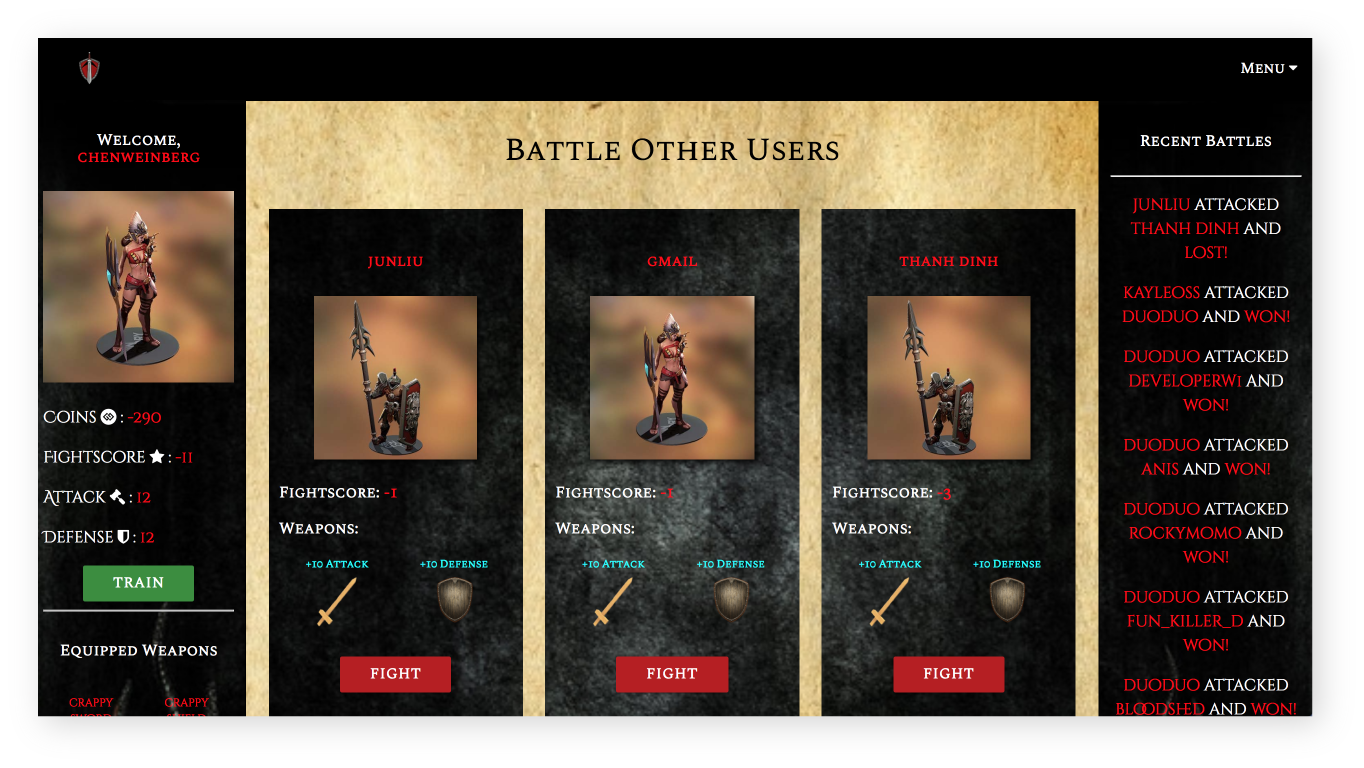 Menu
Welcome,
chenweinberg
Coins : -290
Fightscore : -11
Attack : 12
Defense : 12
TRAIN
Equipped Weapons
Crappy Sword
Crappy Shield
Battle Other Users
junliu
Fightscore: -1
Weapons:
+10 Attack
+10 Defense
FIGHT
gmail
Fightscore: -1
Weapons:
+10 Attack
+10 Defense
FIGHT
Thanh Dinh
Fightscore: -3
Weapons:
+10 Attack
+10 Defense
FIGHT
Recent Battles
junliu attacked
Thanh Dinh and
lost!
kayleoss attacked
duoduo and won!
duoduo attacked
developerwi and
won!
duoduo attacked
anis and won!
duoduo attacked
rockymomo and
won!
duoduo attacked
fun_killer_d and
won!
duoduo attacked
bloodshed and won!